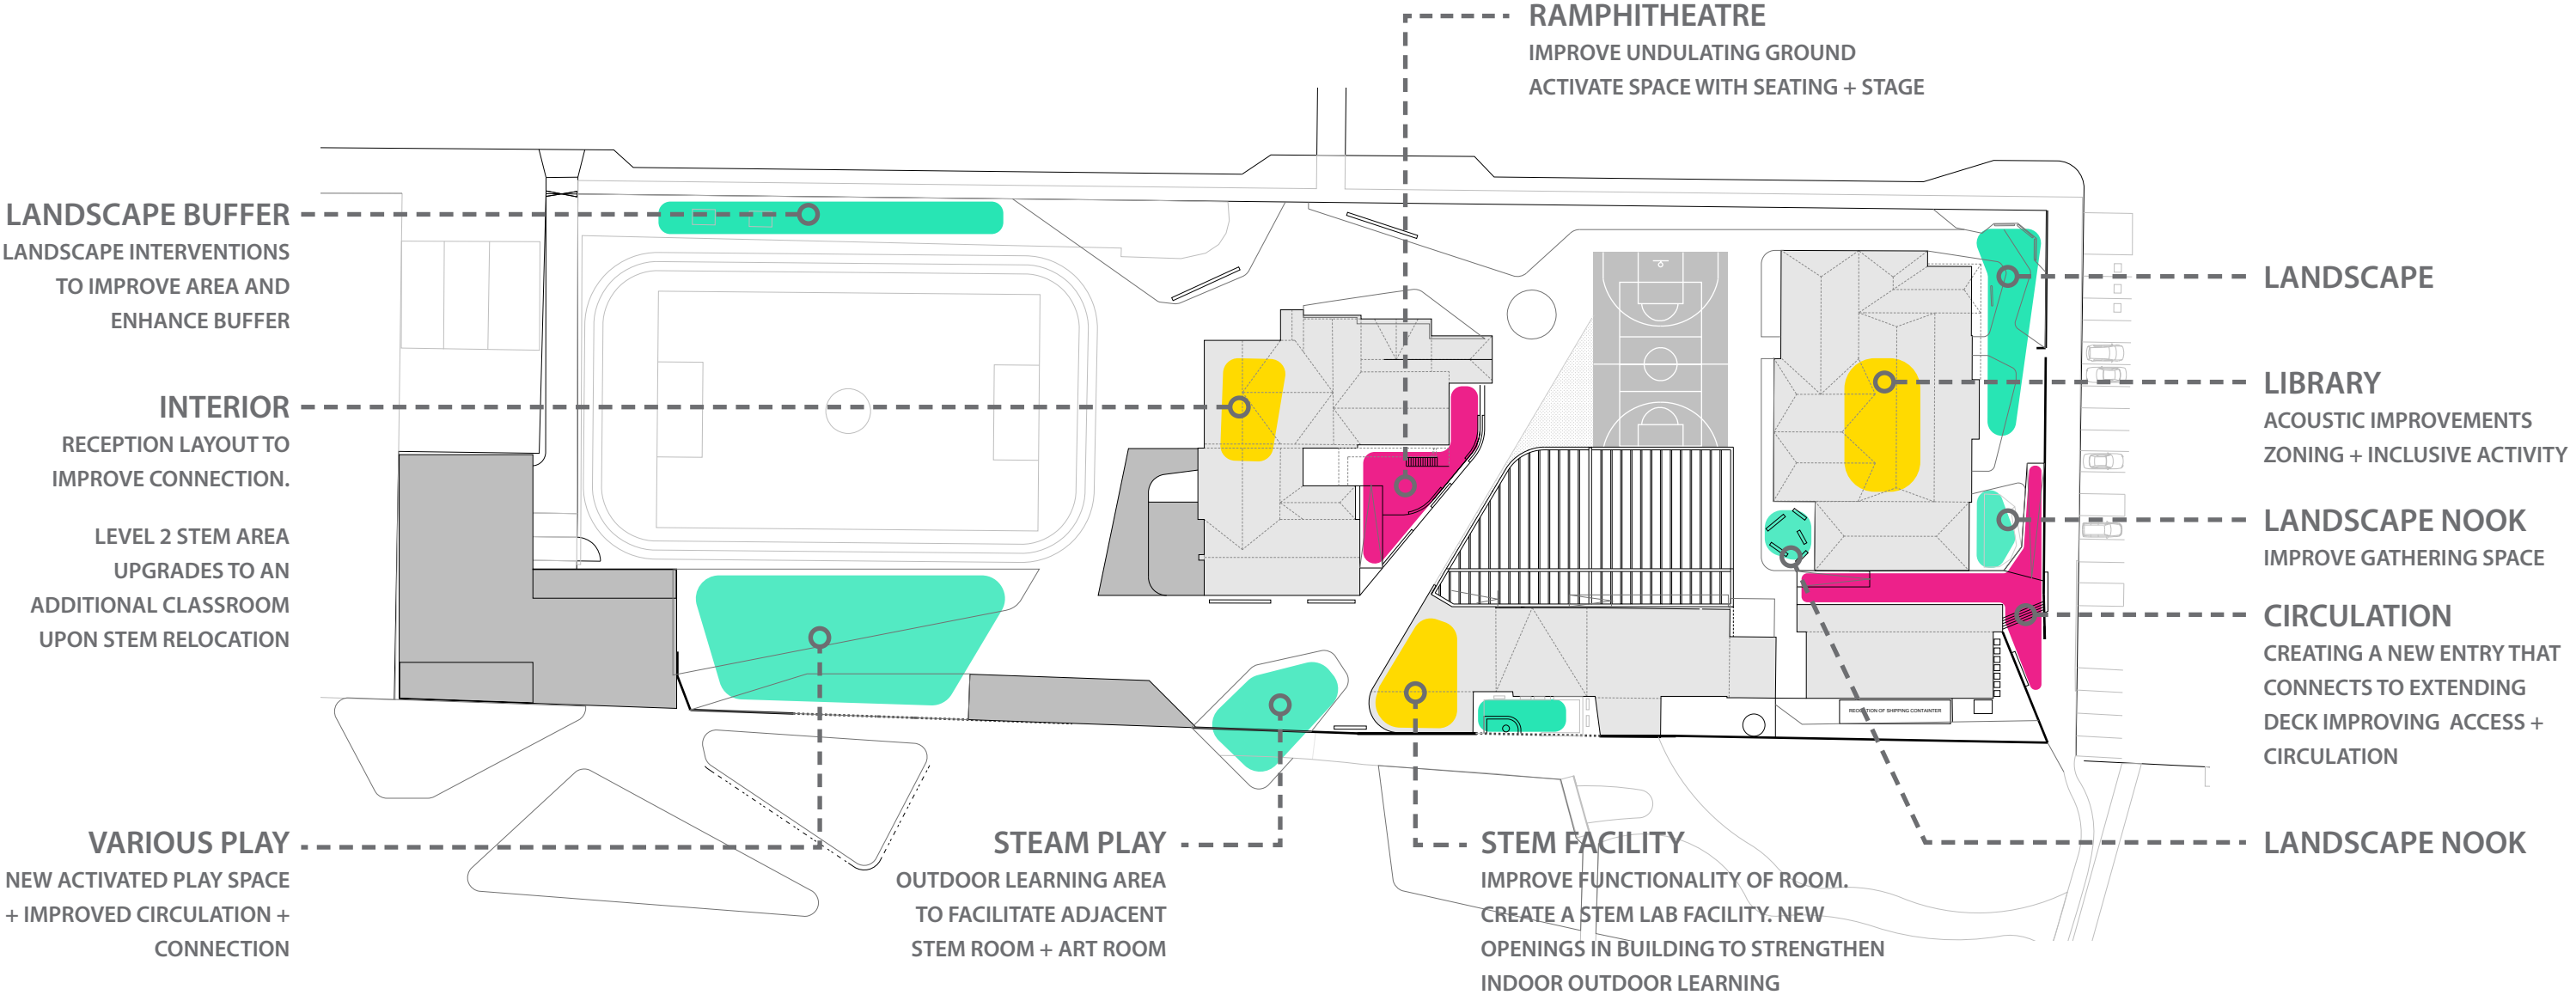 RAMPHITHEATRE
IMPROVE UNDULATING GROUND
ACTIVATE SPACE WITH SEATING + STAGE
LANDSCAPE BUFFER
LANDSCAPE INTERVENTIONS
TO IMPROVE AREA AND
ENHANCE BUFFER
INTERIOR
RECEPTION LAYOUT TO
IMPROVE CONNECTION.
LEVEL 2 STEM AREA
UPGRADES TO AN
ADDITIONAL CLASSROOM
UPON STEM RELOCATION
VARIOUS PLAY
NEW ACTIVATED PLAY SPACE
+ IMPROVED CIRCULATION +
CONNECTION
STEAM PLAY
OUTDOOR LEARNING AREA
TO FACILITATE ADJACENT
STEM ROOM + ART ROOM
STEM FACILITY
IMPROVE FUNCTIONALITY OF ROOM.
CREATE A STEM LAB FACILITY. NEW
OPENINGS IN BUILDING TO STRENGTHEN
INDOOR OUTDOOR LEARNING
LANDSCAPE
LIBRARY
ACOUSTIC IMPROVEMENTS
ZONING + INCLUSIVE ACTIVITY
LANDSCAPE NOOK
IMPROVE GATHERING SPACE
CIRCULATION
CREATING A NEW ENTRY THAT
CONNECTS TO EXTENDING
DECK IMPROVING ACCESS +
CIRCULATION
LANDSCAPE NOOK
OF SHIPPING CONTAINTER